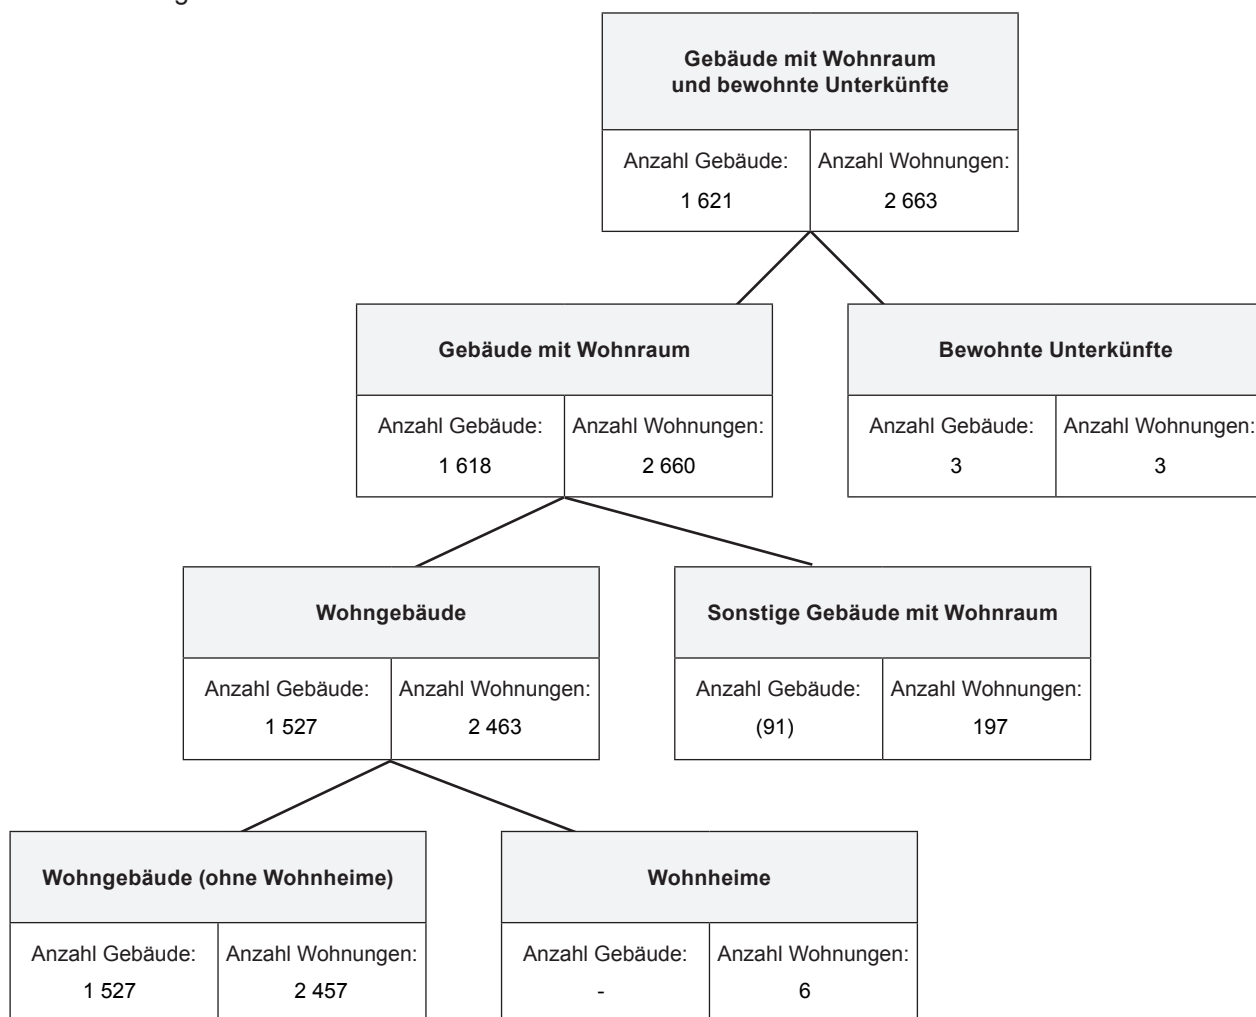 Gebäude mit Wohnraum
und bewohnte Unterkünfte
Anzahl Gebäude:
1 621
Anzahl Wohnungen:
2 663
Gebäude mit Wohnraum
Anzahl Gebäude:
1 618
Anzahl Wohnungen:
2 660
Bewohnte Unterkünfte
Anzahl Gebäude:
3
Anzahl Wohnungen:
3
Wohngebäude
Anzahl Gebäude:
1 527
Anzahl Wohnungen:
2 463
Sonstige Gebäude mit Wohnraum
Anzahl Gebäude:
(91)
Anzahl Wohnungen:
197
Wohngebäude (ohne Wohnheime)
Anzahl Gebäude:
1 527
Anzahl Wohnungen:
2 457
Wohnheime
Anzahl Gebäude:
-
Anzahl Wohnungen:
6